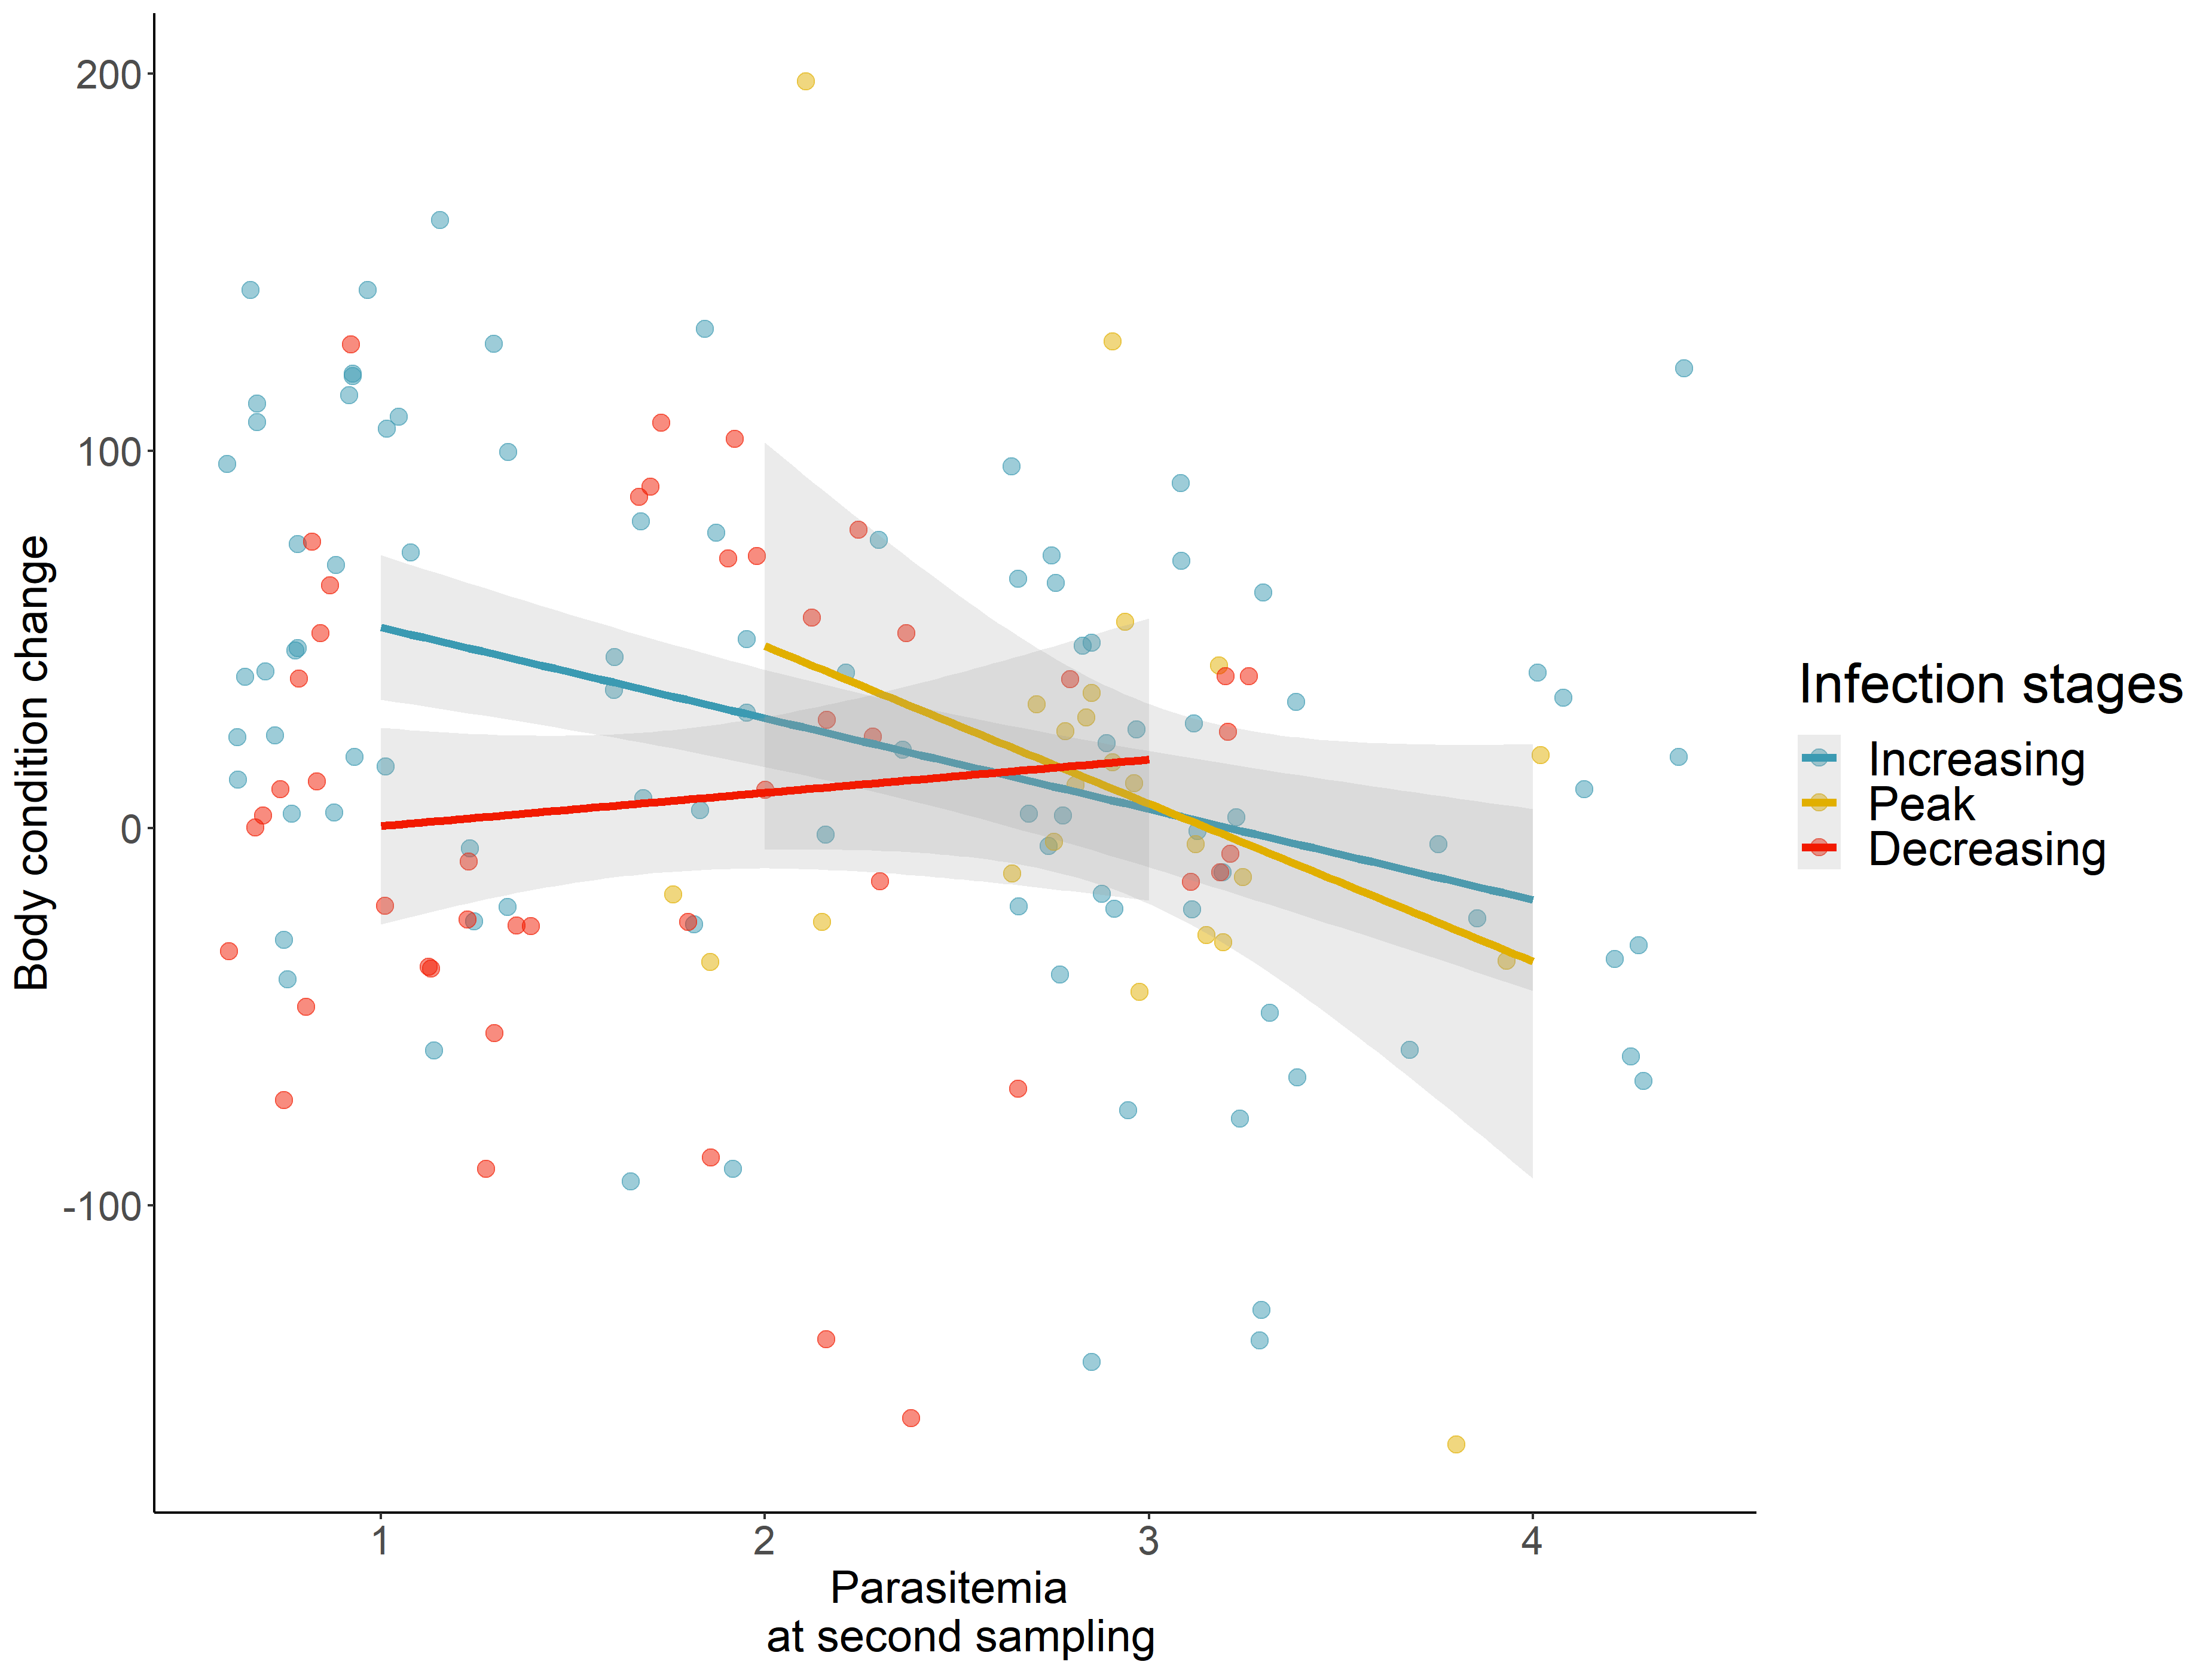 200
100
0
-100
Body condition change
1 2 3 4
Parasitemia
at second sampling
Infection stages
Increasing
Peak
Decreasing